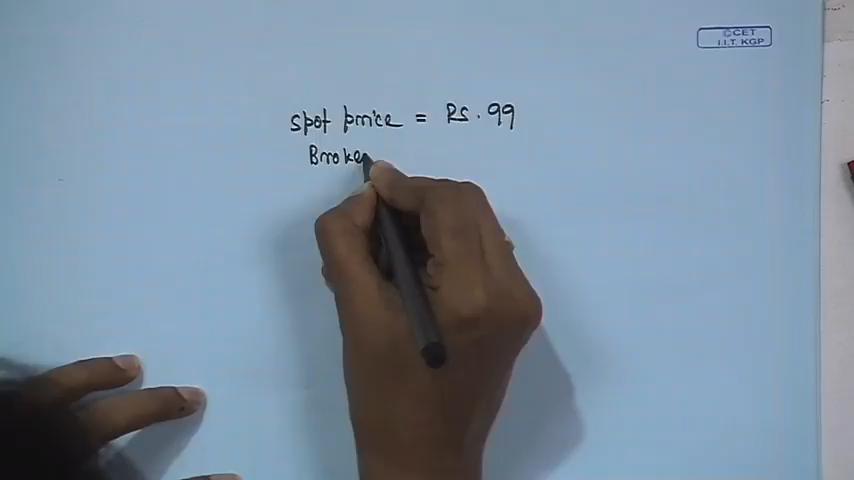 ©CET
I.I.T. KGP
spot price = Rs. 99
Broke